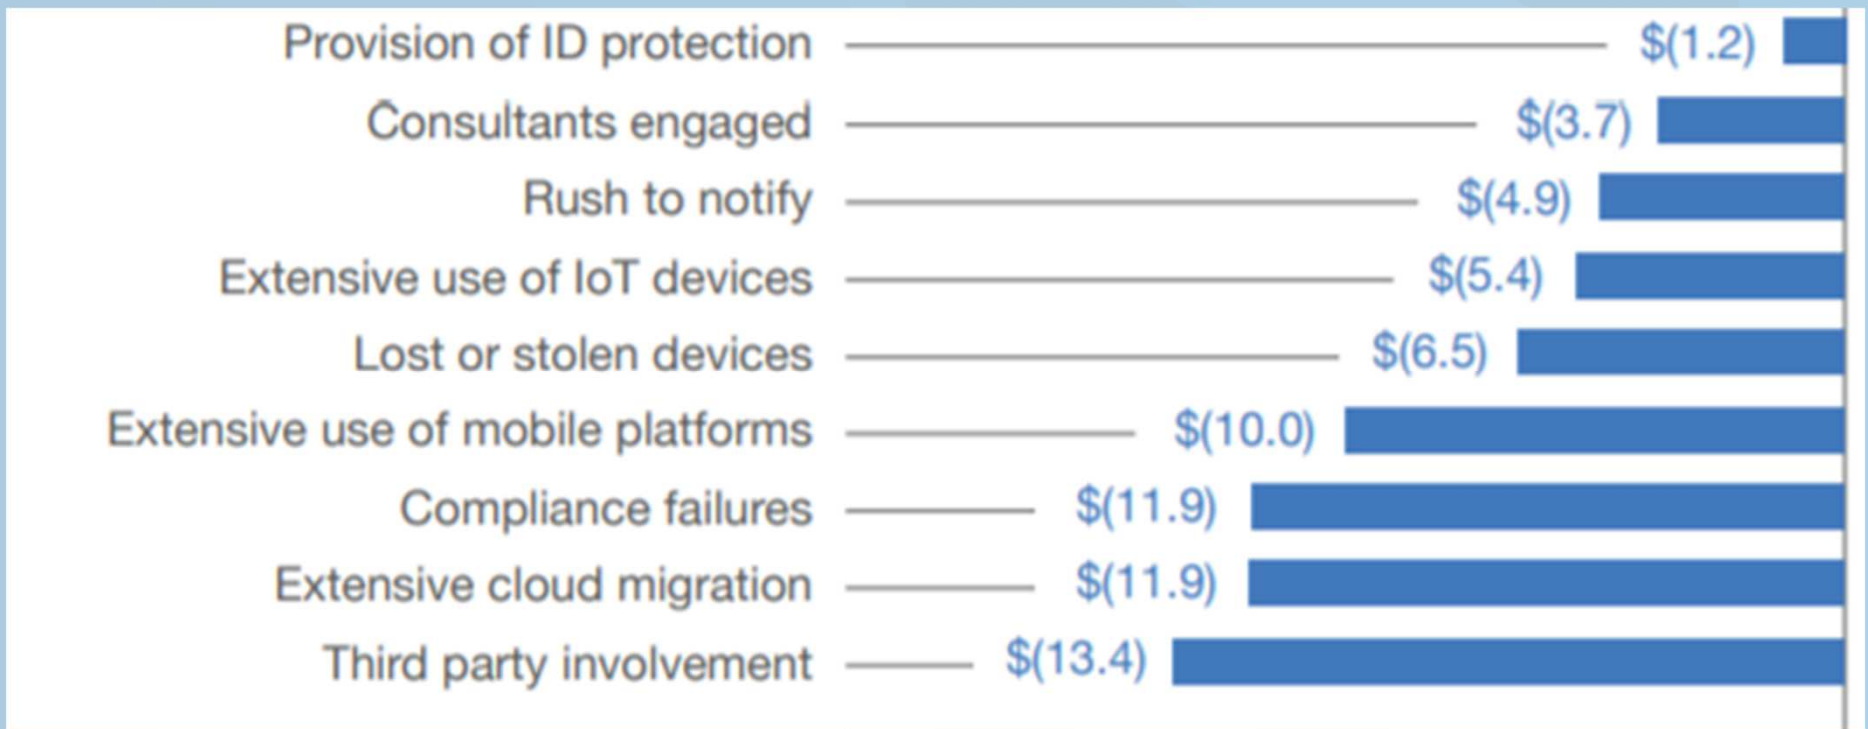 Provision of ID protection $(1.2)
Consultants engaged $(3.7)
Rush to notify $(4.9)
Extensive use of IoT devices $(5.4)
Lost or stolen devices $(6.5)
Extensive use of mobile platforms $(10.0)
Compliance failures $(11.9)
Extensive cloud migration $(11.9)
Third party involvement $(13.4)